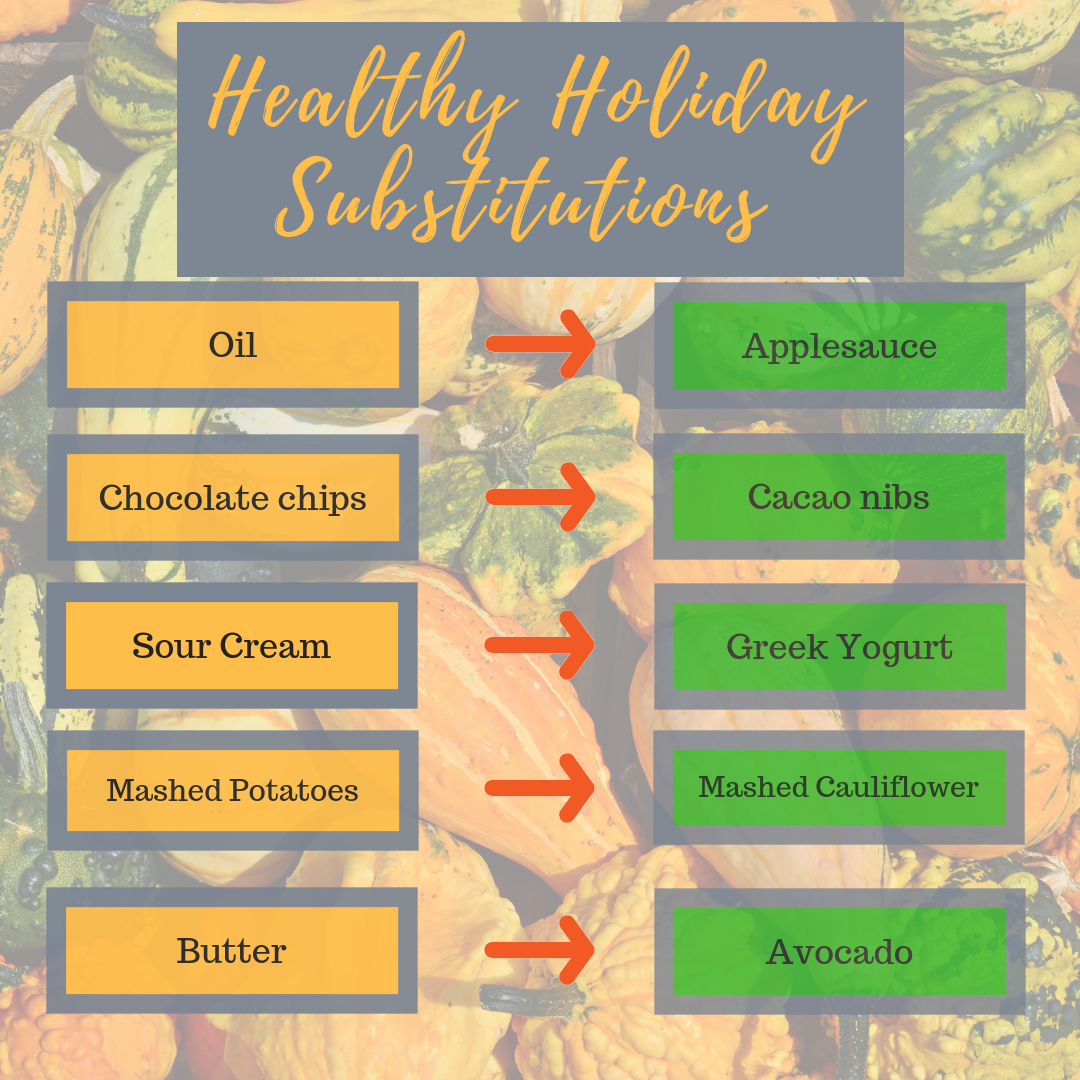 Healthy Holiday
Substitutions
Oil
Applesauce
Chocolate chips
Cacao nibs
Sour Cream
Greek Yogurt
Mashed Potatoes
Mashed Cauliflower
Butter
Avocado